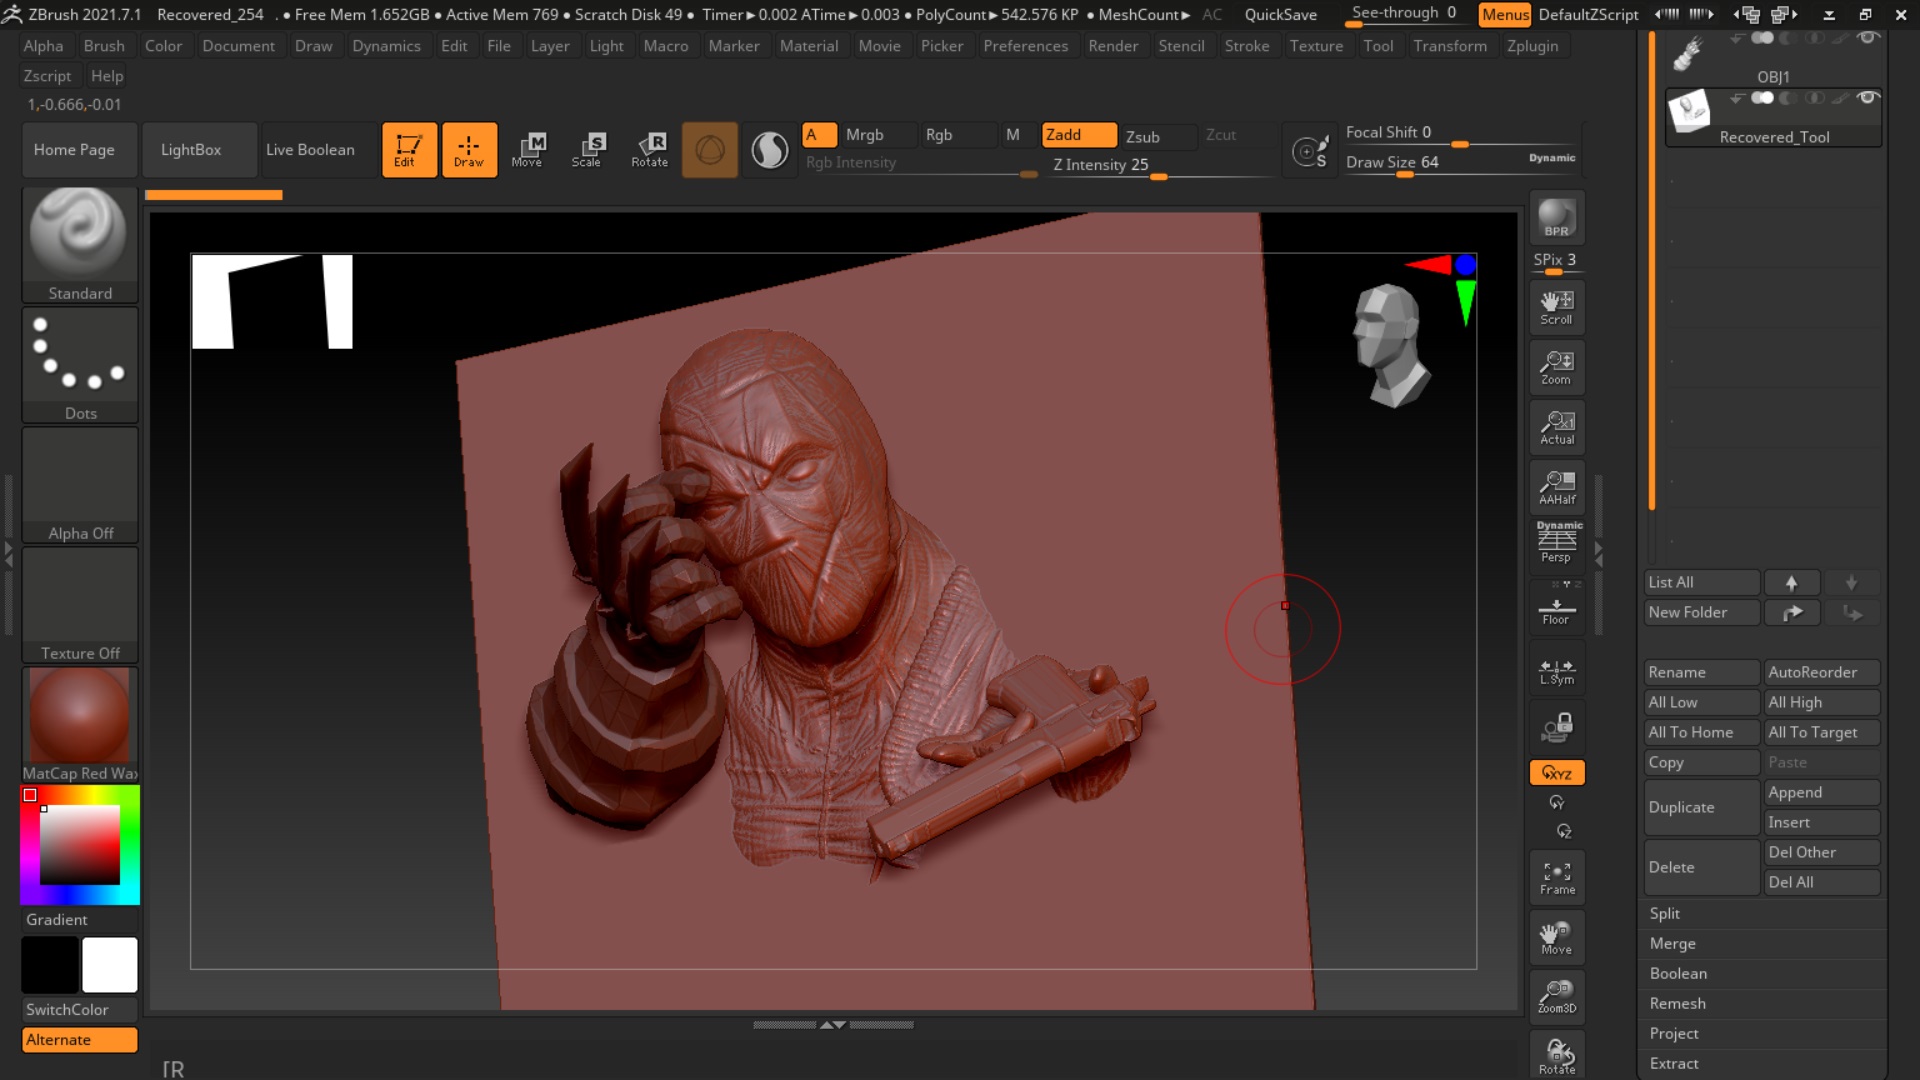 ZBrush 2021.7.1 Recovered_254 . ● Free Mem 1.652GB ● Active Mem 769 ● Scratch Disk 49 ● Timer►0.002 ATime►0.003 ● PolyCount►542.576 KP ● MeshCount► AC QuickSave See-through 0 Menus DefaultZScript
Alpha Brush Color Document Draw Dynamics Edit File Layer Light Macro Marker Material Movie Picker Preferences Render Stencil Stroke Texture Tool Transform Zplugin
Zscript Help
1,-0.666,-0.01
Home Page LightBox Live Boolean Edit Draw Move Scale Rotate
A Mrgb Rgb M Zadd Zsub Zcut
Rgb Intensity Z Intensity 25
S
Focal Shift 0
Draw Size 64 Dynamic
Standard
Dots
Alpha Off
Texture Off
MatCap Red Wax
Gradient
SwitchColor
Alternate
[R
BPR
SPix 3
Scroll
Zoom
Actual
AAHalf
Dynamic
Persp
Floor
L.Sym
XYZ
Y
Z
Frame
Move
Zoom3D
Rotate
OBJ1
Recovered_Tool
List All
New Folder
Rename AutoReorder
All Low All High
All To Home All To Target
Copy Paste
Duplicate Append
Insert
Delete Del Other
Del All
Split
Merge
Boolean
Remesh
Project
Extract